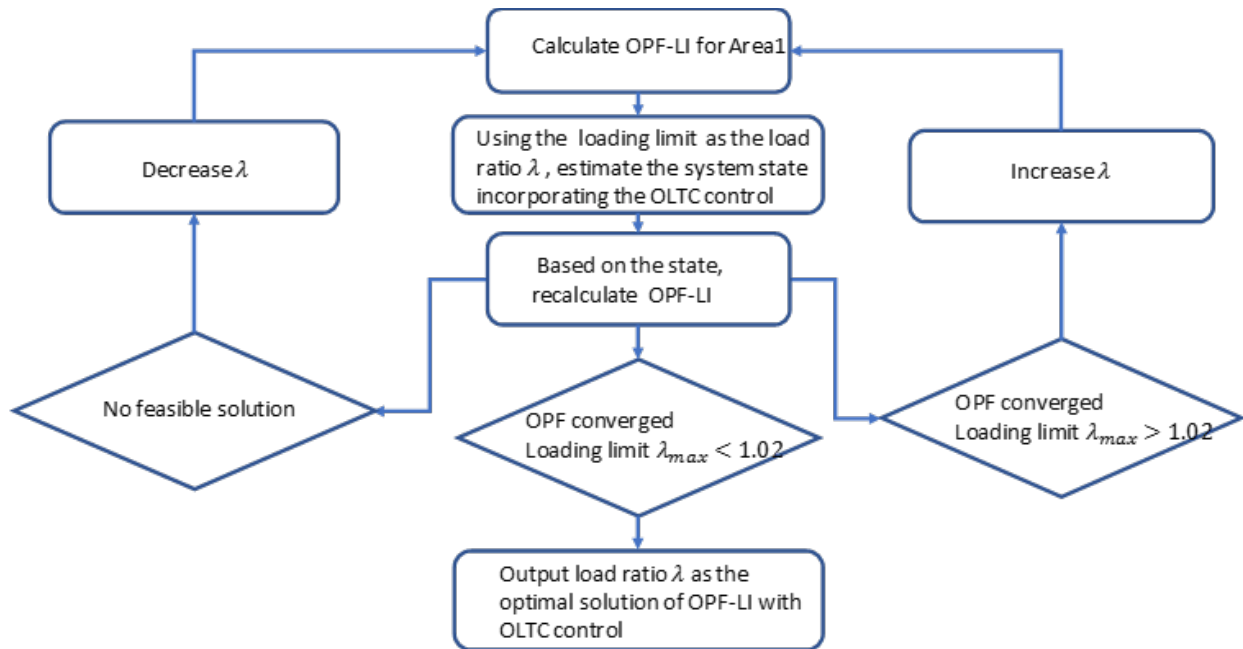 Calculate OPF-LI for Area1
Using the loading limit as the load
ratio λ , estimate the system state
incorporating the OLTC control
Decrease λ
Increase λ
Based on the state,
recalculate OPF-LI
No feasible solution
OPF converged
Loading limit λmax < 1.02
OPF converged
Loading limit λmax > 1.02
Output load ratio λ as the
optimal solution of OPF-LI with
OLTC control